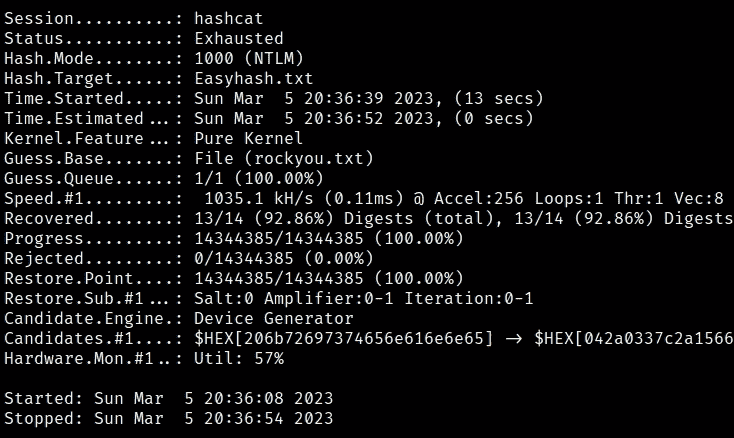 Session..........: hashcat
Status...........: Exhausted
Hash.Mode........: 1000 (NTLM)
Hash.Target......: Easyhash.txt
Time.Started.....: Sun Mar  5 20:36:39 2023, (13 secs)
Time.Estimated...: Sun Mar  5 20:36:52 2023, (0 secs)
Kernel.Feature...: Pure Kernel
Guess.Base.......: File (rockyou.txt)
Guess.Queue......: 1/1 (100.00%)
Speed.#1.........:  1035.1 kH/s (0.11ms) @ Accel:256 Loops:1 Thr:1 Vec:8
Recovered........: 13/14 (92.86%) Digests (total), 13/14 (92.86%) Digests
Progress.........: 14344385/14344385 (100.00%)
Rejected.........: 0/14344385 (0.00%)
Restore.Point....: 14344385/14344385 (100.00%)
Restore.Sub.#1...: Salt:0 Amplifier:0-1 Iteration:0-1
Candidate.Engine.: Device Generator
Candidates.#1....: $HEX[206b72697374656e616e6e65] -> $HEX[042a0337c2a1566
Hardware.Mon.#1..: Util: 57%

Started: Sun Mar  5 20:36:08 2023
Stopped: Sun Mar  5 20:36:54 2023